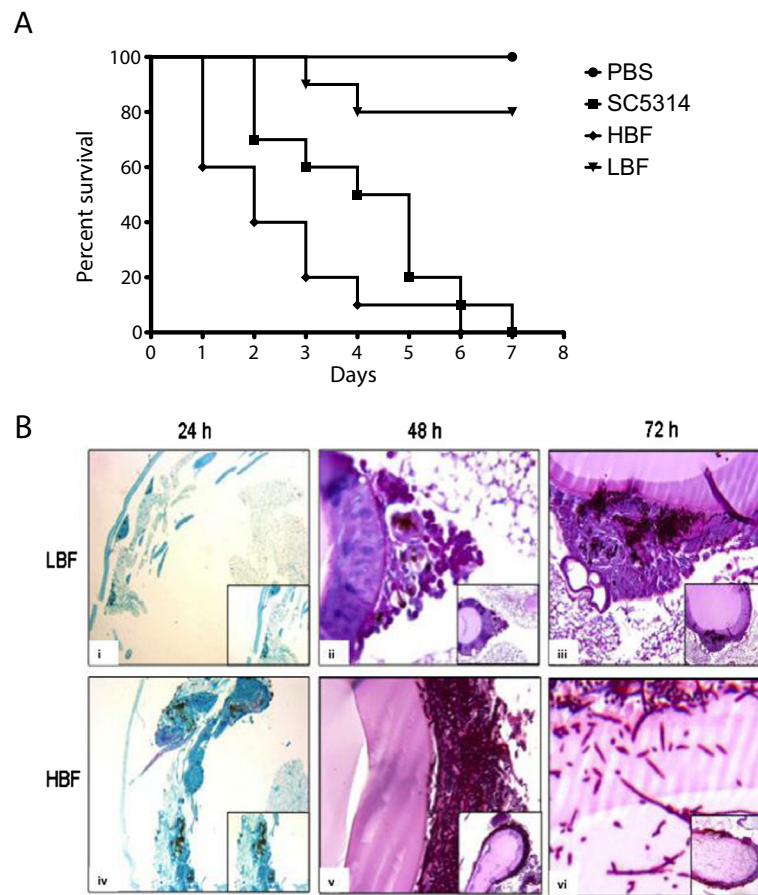 A
Percent survival
100
80
60
40
20
0
0 1 2 3 4 5 6 7 8
Days
PBS
SC5314
HBF
LBF
B
24 h 48 h 72 h
LBF
i ii iii
HBF
iv v vi